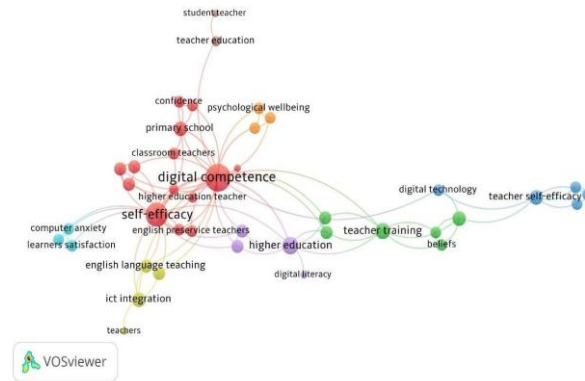 student teacher
teacher education
confidence
psychological wellbeing
primary school
classroom teachers
digital competence
digital technology
higher education teacher
teacher self-efficacy
self-efficacy
computer anxiety
english preservice teachers
teacher training
learners satisfaction
higher education
beliefs
english language teaching
digital literacy
ict integration
teachers
VOSviewer